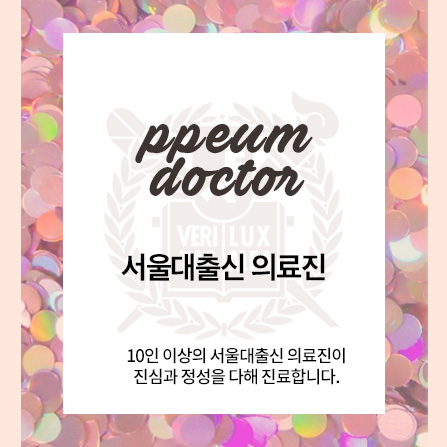 ppeum
doctor
VERI LUX
서울대출신 의료진
10인 이상의 서울대출신 의료진이
진심과 정성을 다해 진료합니다.